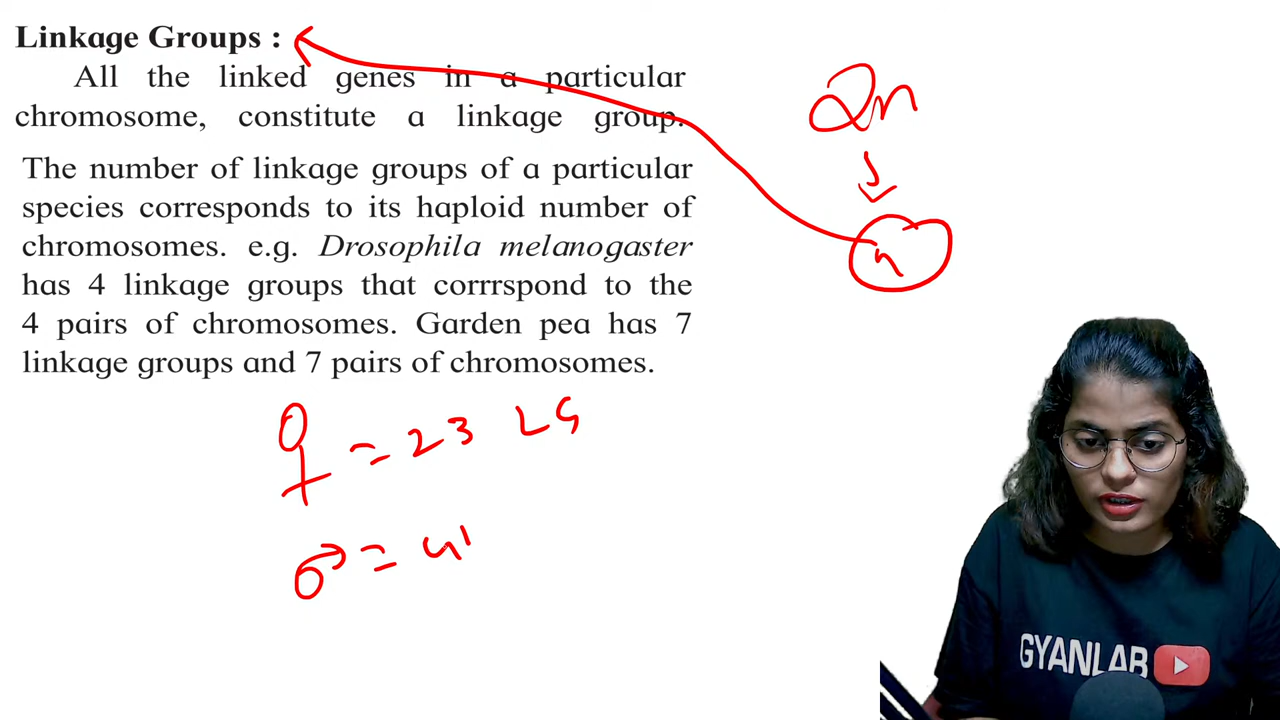 Linkage Groups :
All the linked genes in a particular
chromosome, constitute a linkage group.
The number of linkage groups of a particular
species corresponds to its haploid number of
chromosomes. e.g. Drosophila melanogaster
has 4 linkage groups that corrrspond to the
4 pairs of chromosomes. Garden pea has 7
linkage groups and 7 pairs of chromosomes.
2n
n
♀ = 23 LG
♂ =
GYANLAB